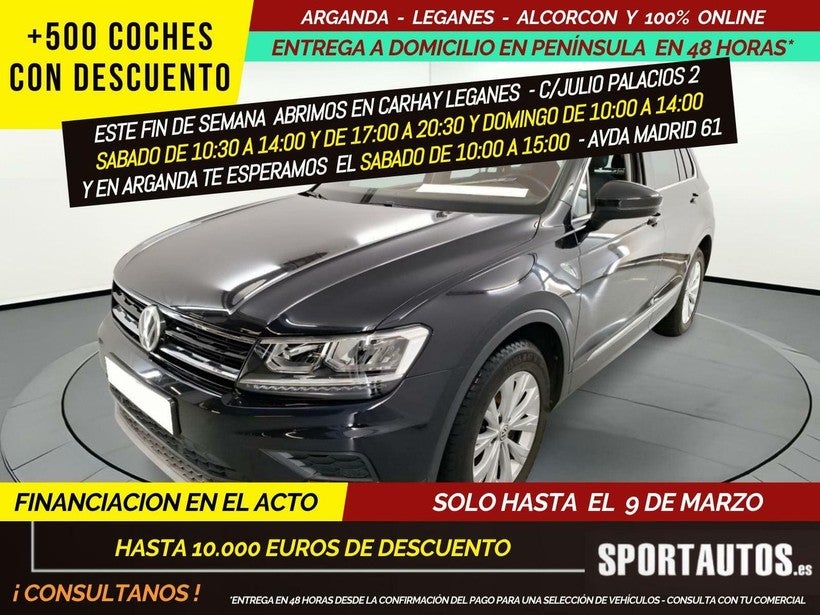 +500 COCHES
CON DESCUENTO
ARGANDA - LEGANES - ALCORCON Y 100% ONLINE
ENTREGA A DOMICILIO EN PENÍNSULA EN 48 HORAS*
ESTE FIN DE SEMANA ABRIMOS EN CARHAY LEGANES - C/JULIO PALACIOS 2
SABADO DE 10:30 A 14:00 Y DE 17:00 A 20:30 Y DOMINGO DE 10:00 A 14:00
Y EN ARGANDA TE ESPERAMOS EL SABADO DE 10:00 A 15:00 - AVDA MADRID 61
FINANCIACION EN EL ACTO
SOLO HASTA EL 9 DE MARZO
HASTA 10.000 EUROS DE DESCUENTO
SPORTAUTOS.es
¡ CONSULTANOS !
*ENTREGA EN 48 HORAS DESDE LA CONFIRMACIÓN DEL PAGO PARA UNA SELECCIÓN DE VEHÍCULOS - CONSULTA CON TU COMERCIAL